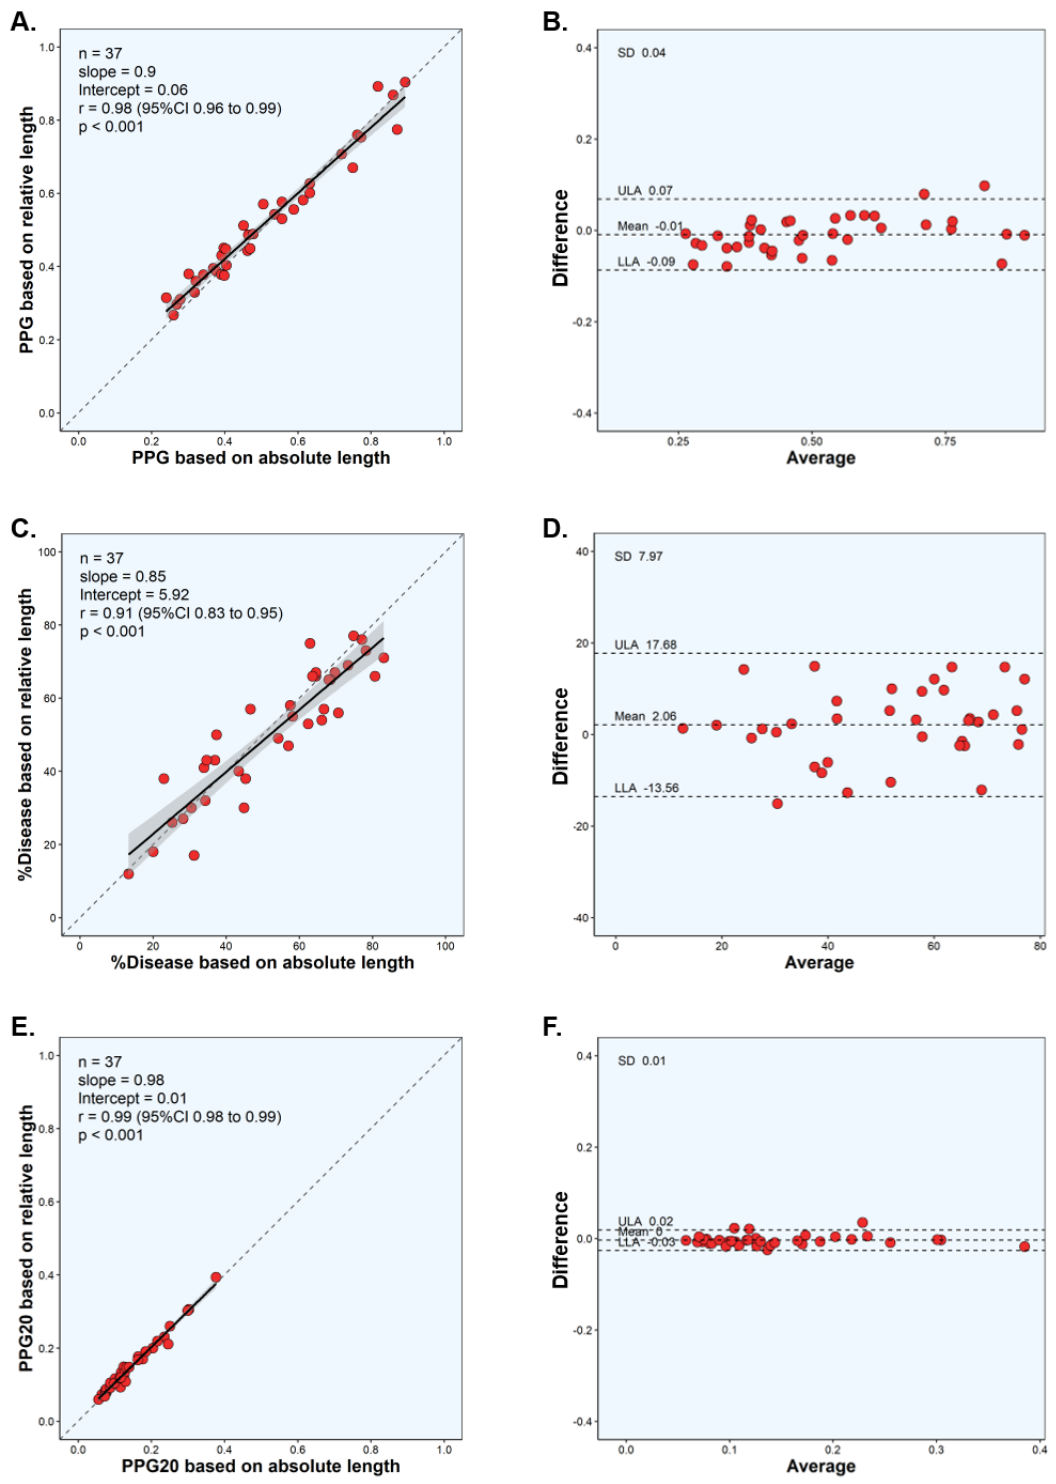 A.
n = 37
slope = 0.9
Intercept = 0.06
r = 0.98 (95%CI 0.96 to 0.99)
p < 0.001
1.0
0.8
0.6
0.4
0.2
0.0
0.0 0.2 0.4 0.6 0.8 1.0
PPG based on relative length
PPG based on absolute length
B.
SD 0.04
ULA 0.07
Mean -0.01
LLA -0.09
0.4
0.2
0.0
-0.2
-0.4
0.25 0.50 0.75
Difference
Average
C.
n = 37
slope = 0.85
Intercept = 5.92
r = 0.91 (95%CI 0.83 to 0.95)
p < 0.001
100
80
60
40
20
0
0 20 40 60 80 100
%Disease based on relative length
%Disease based on absolute length
D.
SD 7.97
ULA 17.68
Mean 2.06
LLA -13.56
40
20
0
-20
-40
0 20 40 60 80
Difference
Average
E.
n = 37
slope = 0.98
Intercept = 0.01
r = 0.99 (95%CI 0.98 to 0.99)
p < 0.001
1.0
0.8
0.6
0.4
0.2
0.0
0.0 0.2 0.4 0.6 0.8 1.0
PPG20 based on relative length
PPG20 based on absolute length
F.
SD 0.01
ULA 0.02
Mean 0
LLA -0.03
0.4
0.2
0.0
-0.2
-0.4
0.0 0.1 0.2 0.3 0.4
Difference
Average